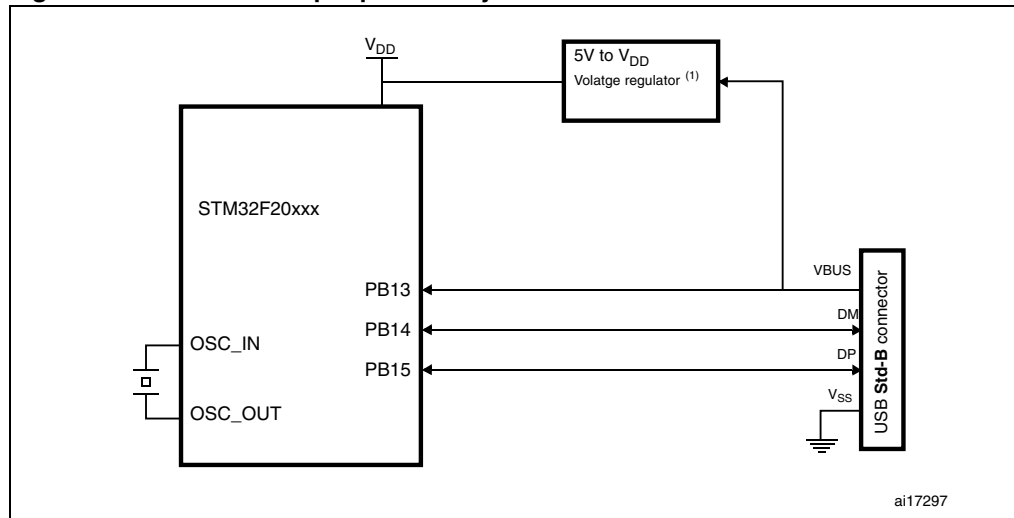 VDD
5V to VDD
Volatge regulator (1)
STM32F20xxx
VBUS
PB13
DM
PB14
OSC_IN
DP
PB15
VSS
OSC_OUT
USB Std-B connector
ai17297